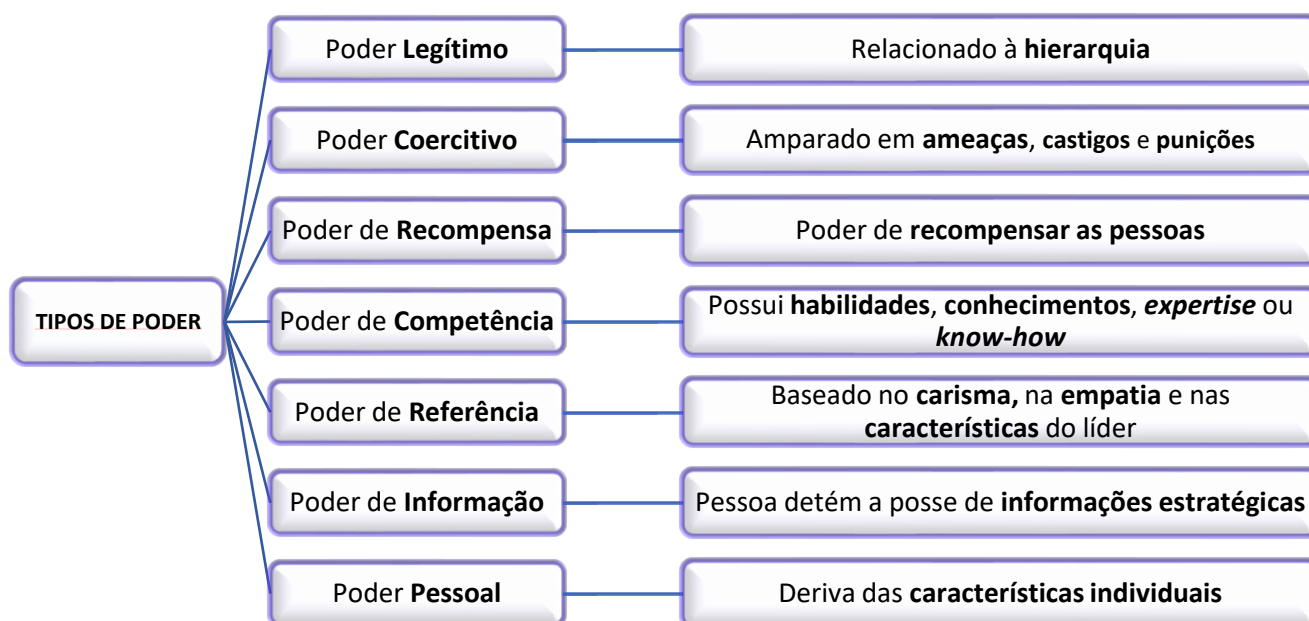 Poder Legítimo
Relacionado à hierarquia
Poder Coercitivo
Amparado em ameaças, castigos e punições
Poder de Recompensa
Poder de recompensar as pessoas
TIPOS DE PODER
Poder de Competência
Possui habilidades, conhecimentos, expertise ou
know-how
Poder de Referência
Baseado no carisma, na empatia e nas
características do líder
Poder de Informação
Pessoa detém a posse de informações estratégicas
Poder Pessoal
Deriva das características individuais